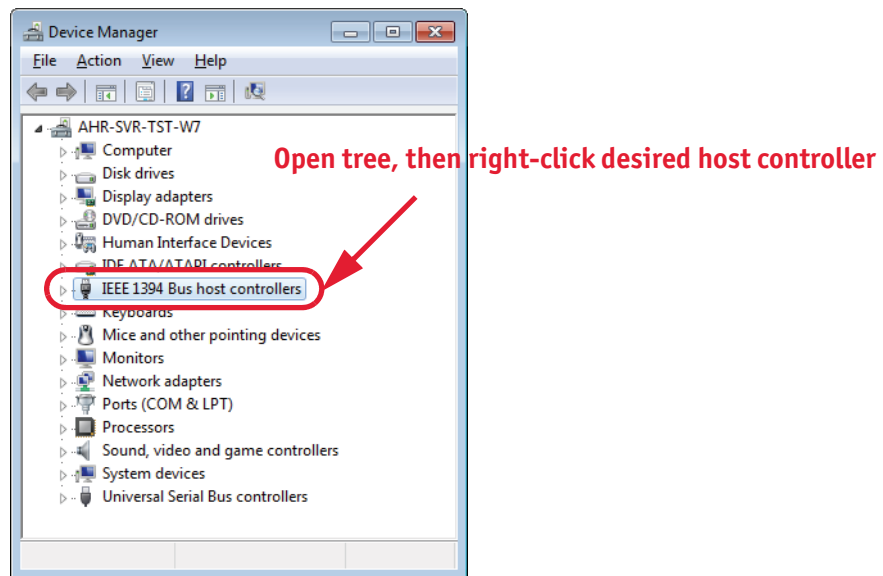 Device Manager
File Action View Help
AHR-SVR-TST-W7
Computer
Open tree, then right-click desired host controller
Disk drives
Display adapters
DVD/CD-ROM drives
Human Interface Devices
IDE ATA/ATAPI controllers
IEEE 1394 Bus host controllers
Keyboards
Mice and other pointing devices
Monitors
Network adapters
Ports (COM & LPT)
Processors
Sound, video and game controllers
System devices
Universal Serial Bus controllers